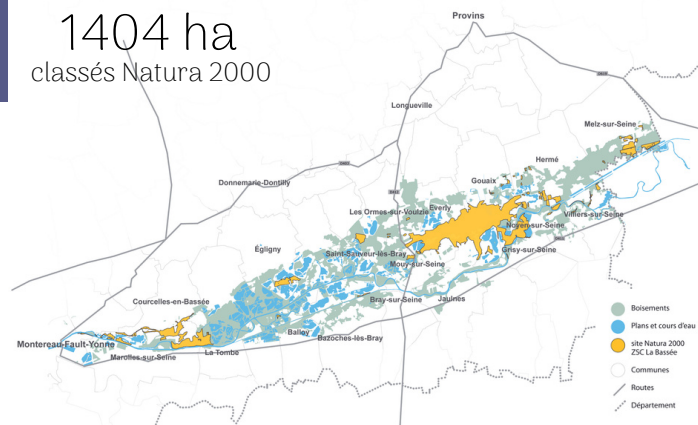 1404 ha
classés Natura 2000
Provins
Longueville
Melz-sur-Seine
Hermé
Donnemarie-Dontilly
Gouaix
Les Ormes-sur-Voulzie
Everly
Villiers-sur-Seine
Noyen-sur-Seine
Égligny
Saint-Sauveur-lès-Bray
Grisy-sur-Seine
Mouy-sur-Seine
Courcelles-en-Bassée
Bray-sur-Seine
Jaulnes
Balloy
Bazoches-lès-Bray
Montereau-Fault-Yonne
Marolles-sur-Seine
La Tombe
Boisements
Plans et cours d'eau
site Natura 2000
ZSC La Bassée
Communes
Routes
Département